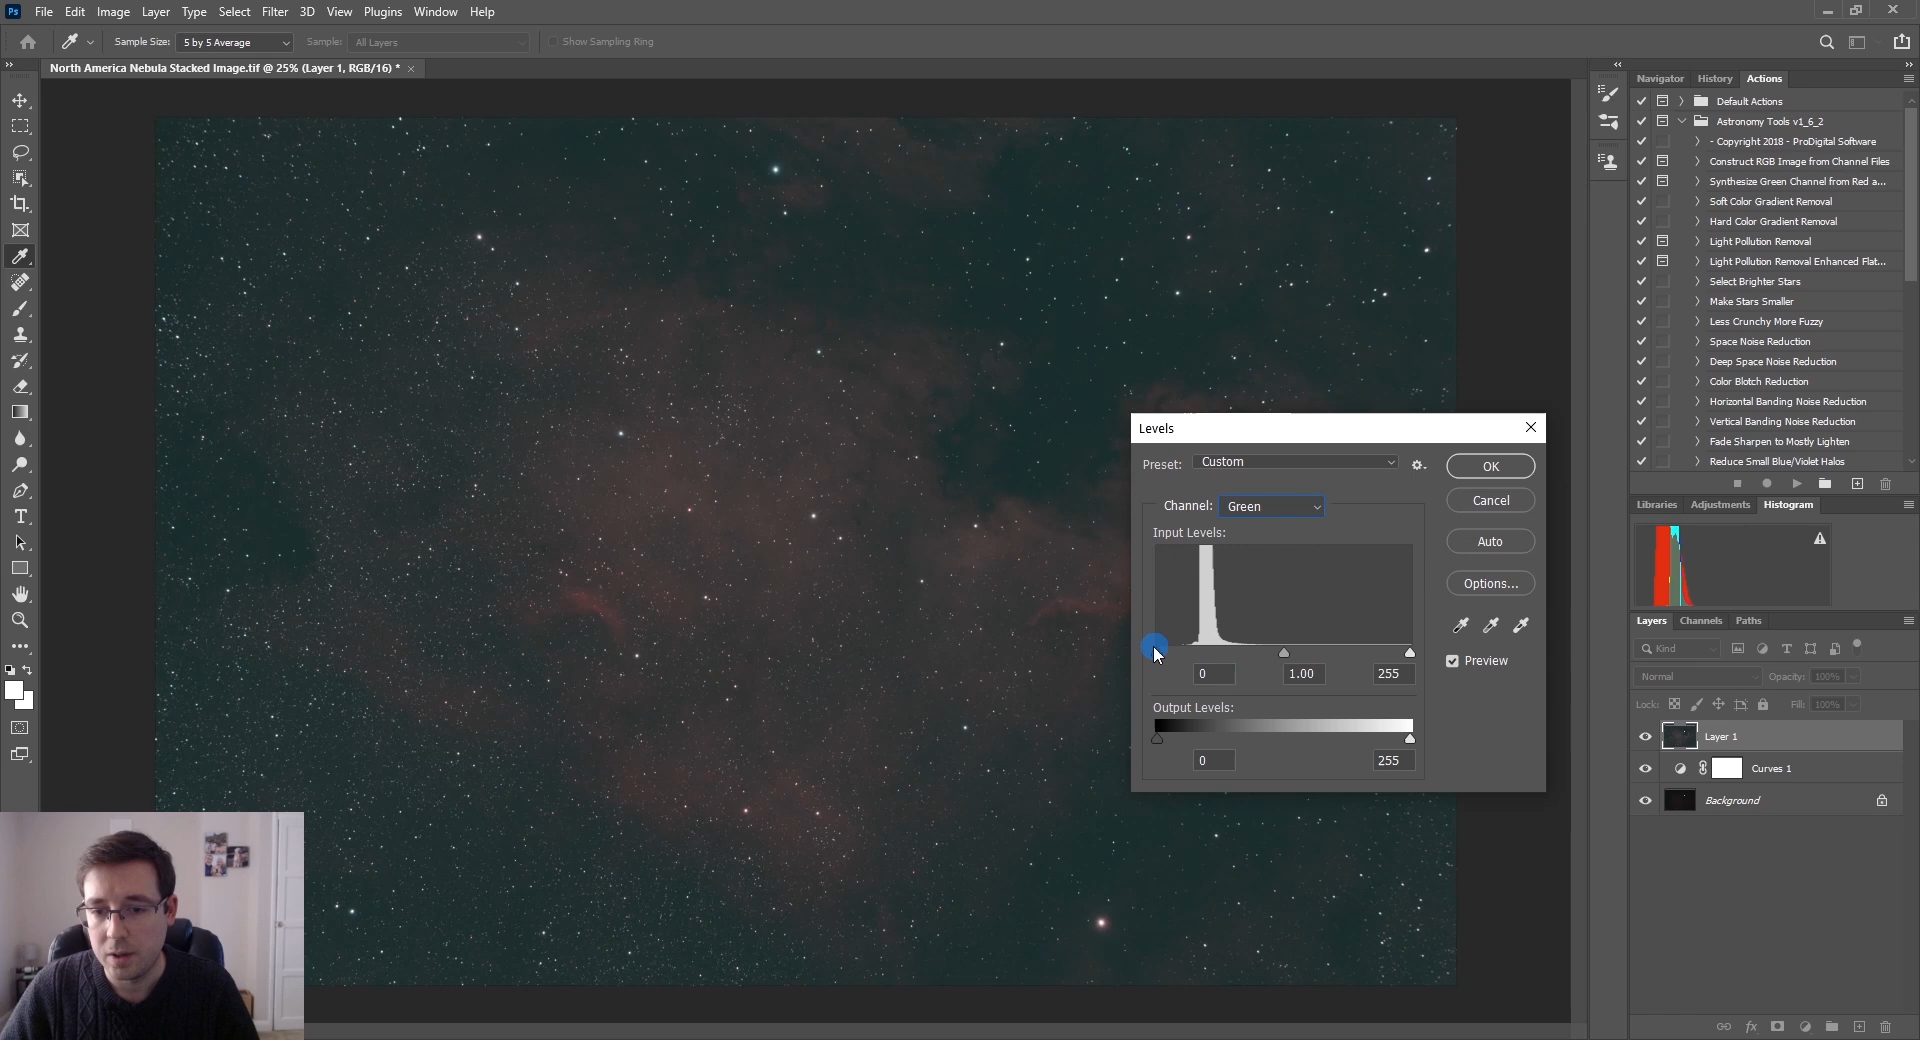 Ps File Edit Image Layer Type Select Filter 3D View Plugins Window Help
Sample Size: 5 by 5 Average Sample: All Layers Show Sampling Ring
North America Nebula Stacked Image.tif @ 25% (Layer 1, RGB/16) *
Navigator History Actions
Default Actions
Astronomy Tools v1_6_2
- Copyright 2018 - ProDigital Software
Construct RGB Image from Channel Files
Synthesize Green Channel from Red a...
Soft Color Gradient Removal
Hard Color Gradient Removal
Light Pollution Removal
Light Pollution Removal Enhanced Flat...
Select Brighter Stars
Make Stars Smaller
Less Crunchy More Fuzzy
Space Noise Reduction
Deep Space Noise Reduction
Color Blotch Reduction
Horizontal Banding Noise Reduction
Vertical Banding Noise Reduction
Fade Sharpen to Mostly Lighten
Reduce Small Blue/Violet Halos
Levels
Preset: Custom
OK
Channel: Green
Cancel
Input Levels:
Auto
Options...
0 1.00 255
Preview
Output Levels:
0 255
Libraries Adjustments Histogram
Layers Channels Paths
Kind
Normal Opacity: 100%
Lock: Fill: 100%
Layer 1
Curves 1
Background
fx